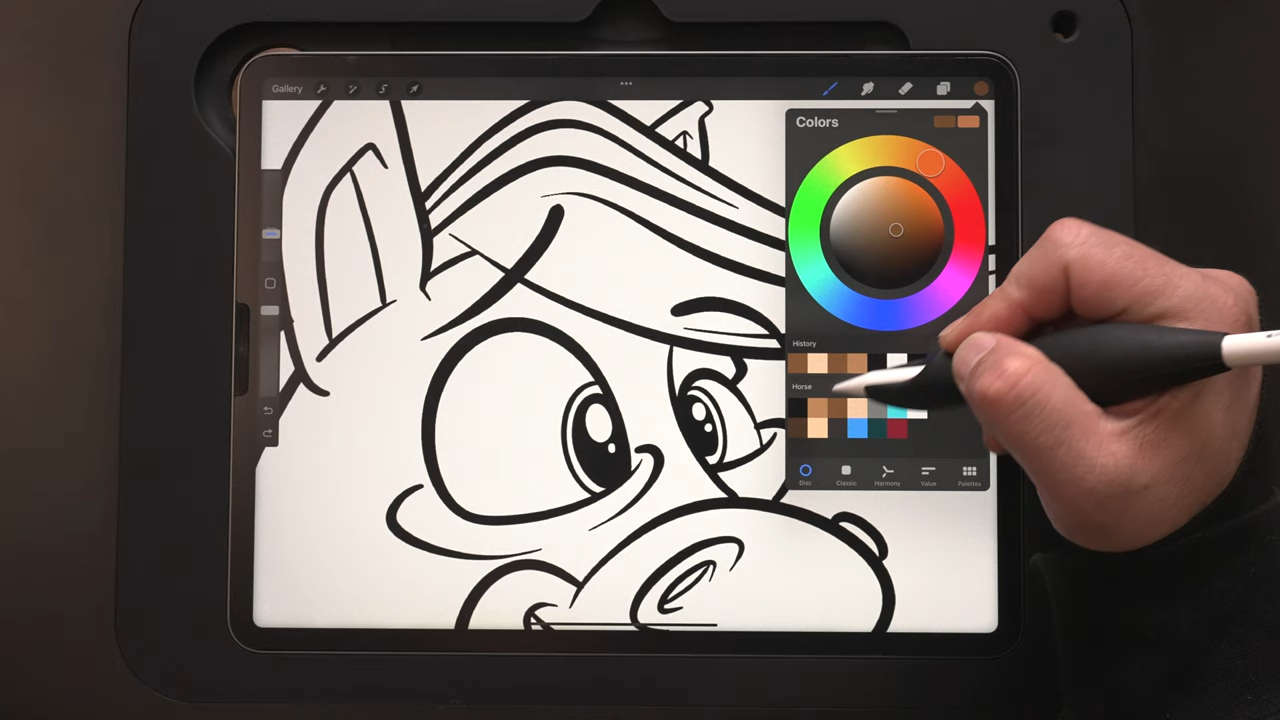 Gallery
Colors
History
Horse
Disc
Classic
Harmony
Value
Palettes